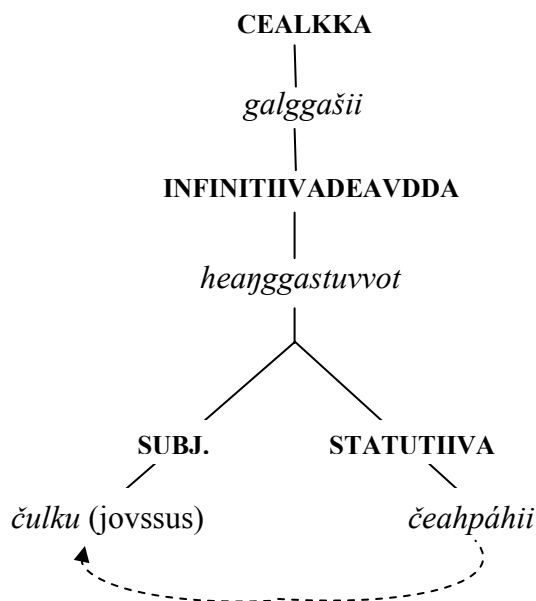 CEALKKA
galggašii
INFINITIIVADEAVDDA
heaŋggastuvvot
SUBJ. STATUTIIVA
čulku (jovssus) čeahpáhii